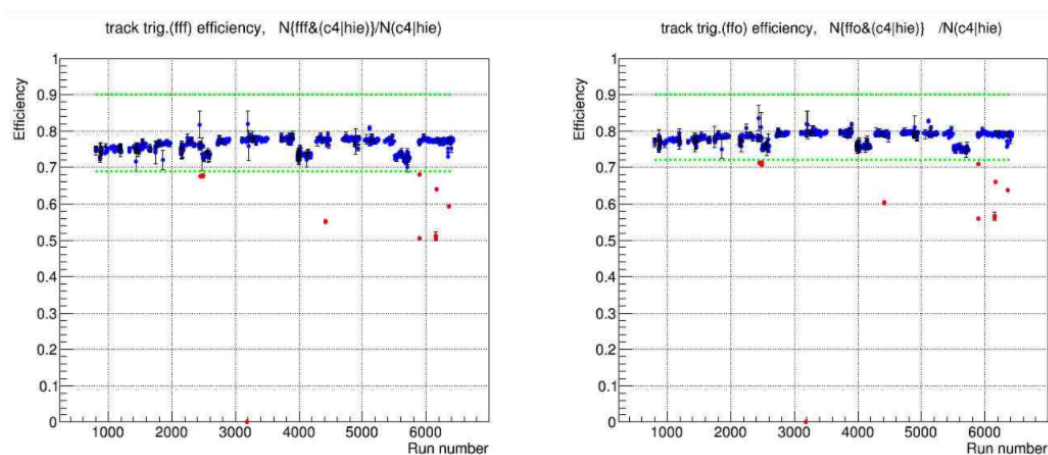 track trig.(fff) efficiency, N{fff&(c4|hie)}/N(c4|hie)
Efficiency
1
0.9
0.8
0.7
0.6
0.5
0.4
0.3
0.2
0.1
0
1000 2000 3000 4000 5000 6000
Run number
track trig.(ffo) efficiency, N{ffo&(c4|hie)} /N(c4|hie)
Efficiency
1
0.9
0.8
0.7
0.6
0.5
0.4
0.3
0.2
0.1
0
1000 2000 3000 4000 5000 6000
Run number